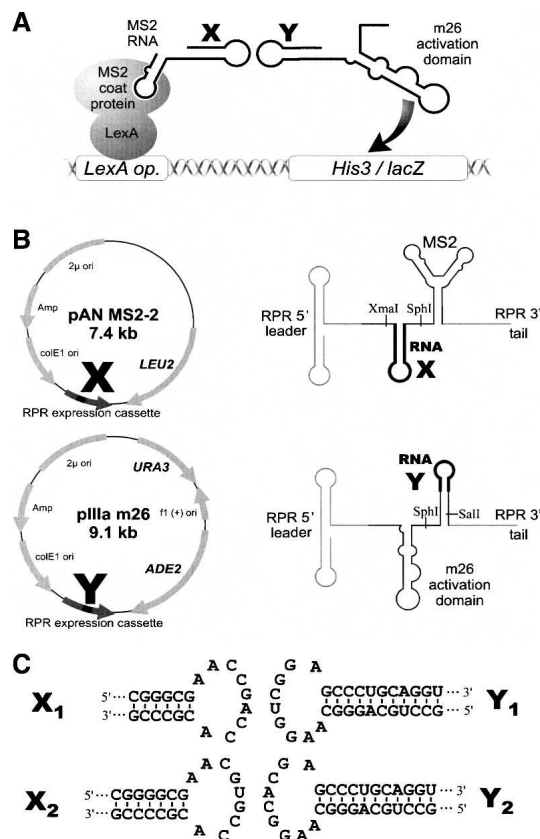 A
MS2
RNA
X
Y
m26
activation
domain
MS2
coat
protein
LexA
LexA op.
His3 / lacZ
B
2µ ori
Amp
pAN MS2-2
7.4 kb
colE1 ori
LEU2
X
RPR expression cassette
MS2
RPR 5'
leader
XmaI
SphI
RPR 3'
tail
RNA
X
2µ ori
URA3
Amp
pIIIa m26
9.1 kb
f1 (+) ori
colE1 ori
ADE2
Y
RPR expression cassette
RNA
Y
RPR 5'
leader
SphI
SalI
RPR 3'
tail
m26
activation
domain
C
X1
5' ··· CGGGCG
3' ··· GCCCGC
A A C C G A C C A
A G G C U G G A A
GCCCUGCAGGU ··· 3'
CGGGACGUCCG ··· 5'
Y1
X2
5' ··· CGGGGCG
3' ··· GCCCCGC
A A C G U G C C A
A G C A C G G A A
GCCCUGCAGGU ··· 3'
CGGGACGUCCG ··· 5'
Y2